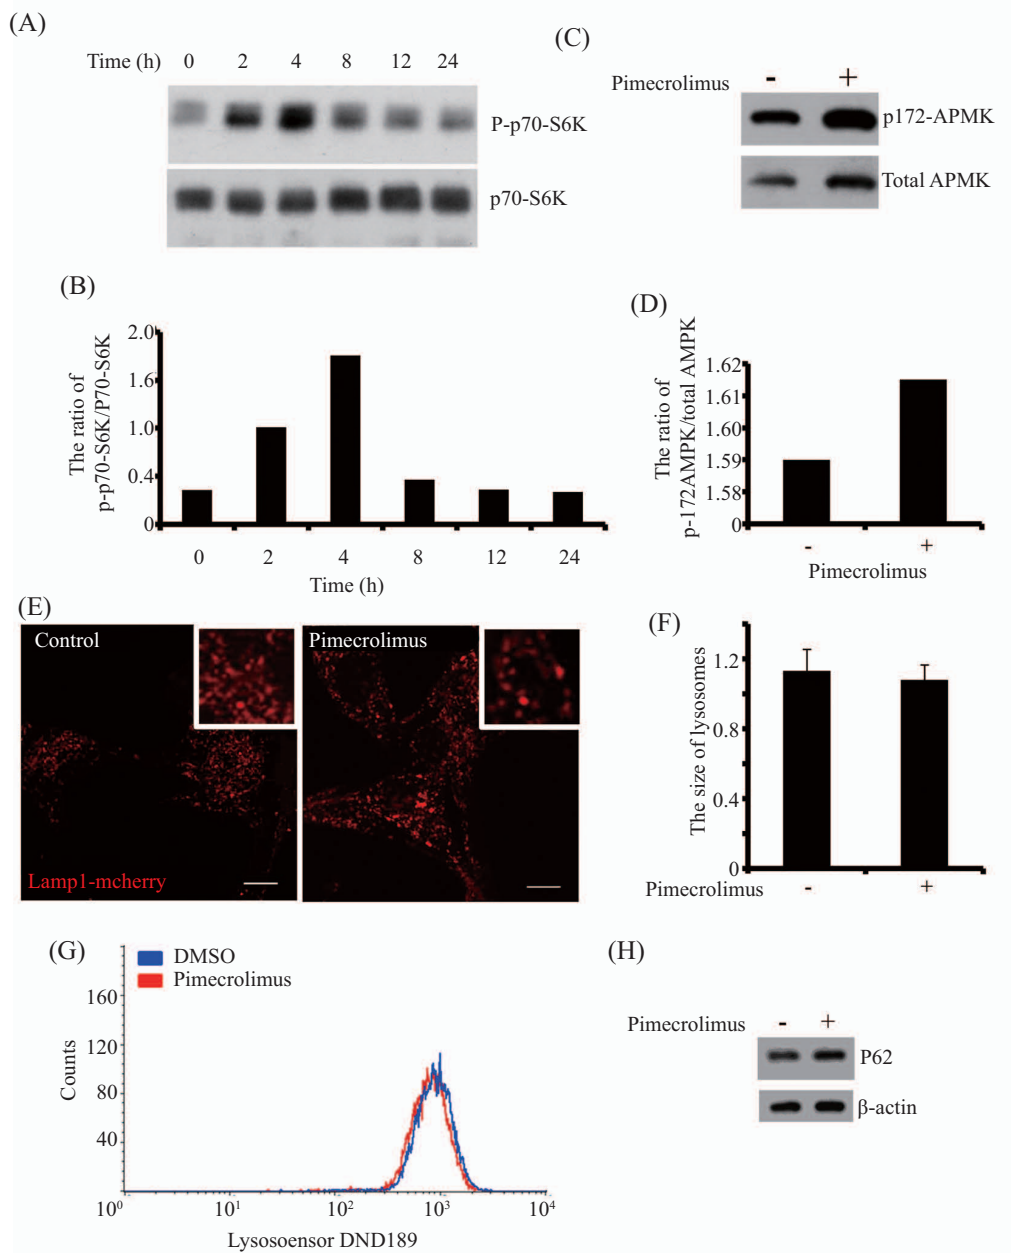 (A)
Time (h) 0 2 4 8 12 24
P-p70-S6K
p70-S6K
(B)
The ratio of
p-p70-S6K/P70-S6K
2.0
1.6
1.0
0.4
0
0 2 4 8 12 24
Time (h)
(C)
Pimecrolimus - +
p172-APMK
Total APMK
(D)
The ratio of
p-172AMPK/total AMPK
1.62
1.61
1.60
1.59
1.58
0
- +
Pimecrolimus
(E)
Control
Pimecrolimus
Lamp1-mcherry
(F)
The size of lysosomes
1.2
0.8
0.4
0
Pimecrolimus - +
(G)
DMSO
Pimecrolimus
Counts
160
120
80
40
10⁰ 10¹ 10² 10³ 10⁴
Lysosoensor DND189
(H)
Pimecrolimus - +
P62
β-actin